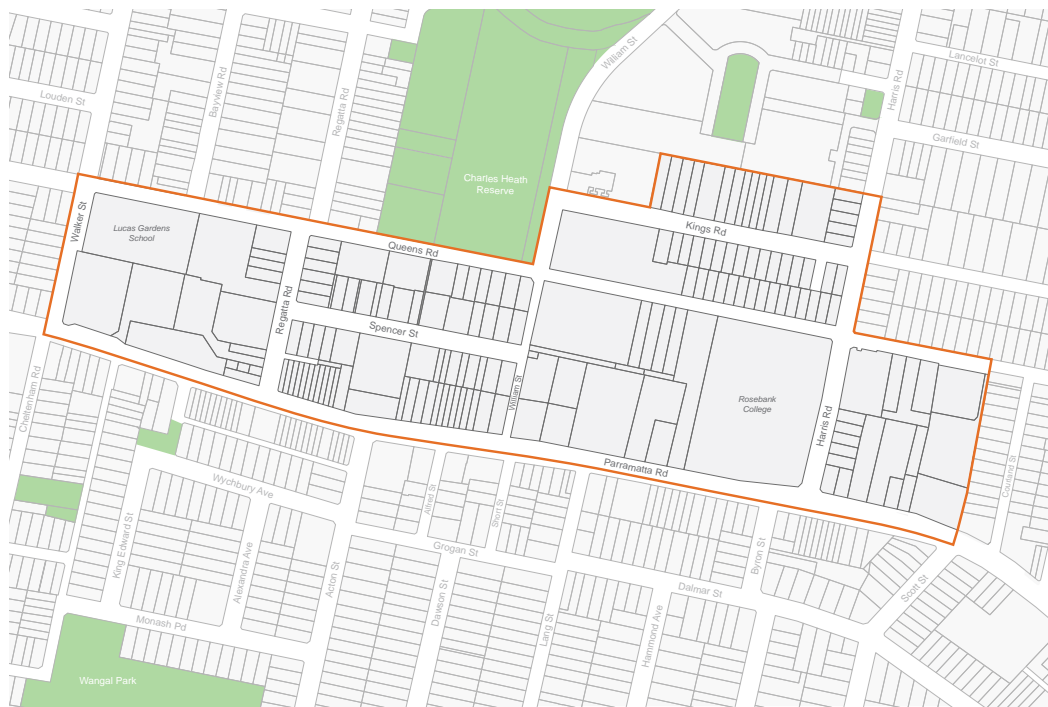 William St
Lancelot St
Harris Rd
Bayview Rd
Louden St
Regatta Rd
Garfield St
Charles Heath
Reserve
Walker St
Lucas Gardens
School
Kings Rd
Queens Rd
Regatta Rd
Spencer St
William St
Rosebank
College
Cheltenham Rd
Harris Rd
Parramatta Rd
Courland St
Wychbury Ave
Alfred St
Short St
King Edward St
Grogan St
Alexandra Ave
Acton St
Byron St
Dawson St
Dalmar St
Scott St
Monash Pd
Lang St
Hammond Ave
Wangal Park